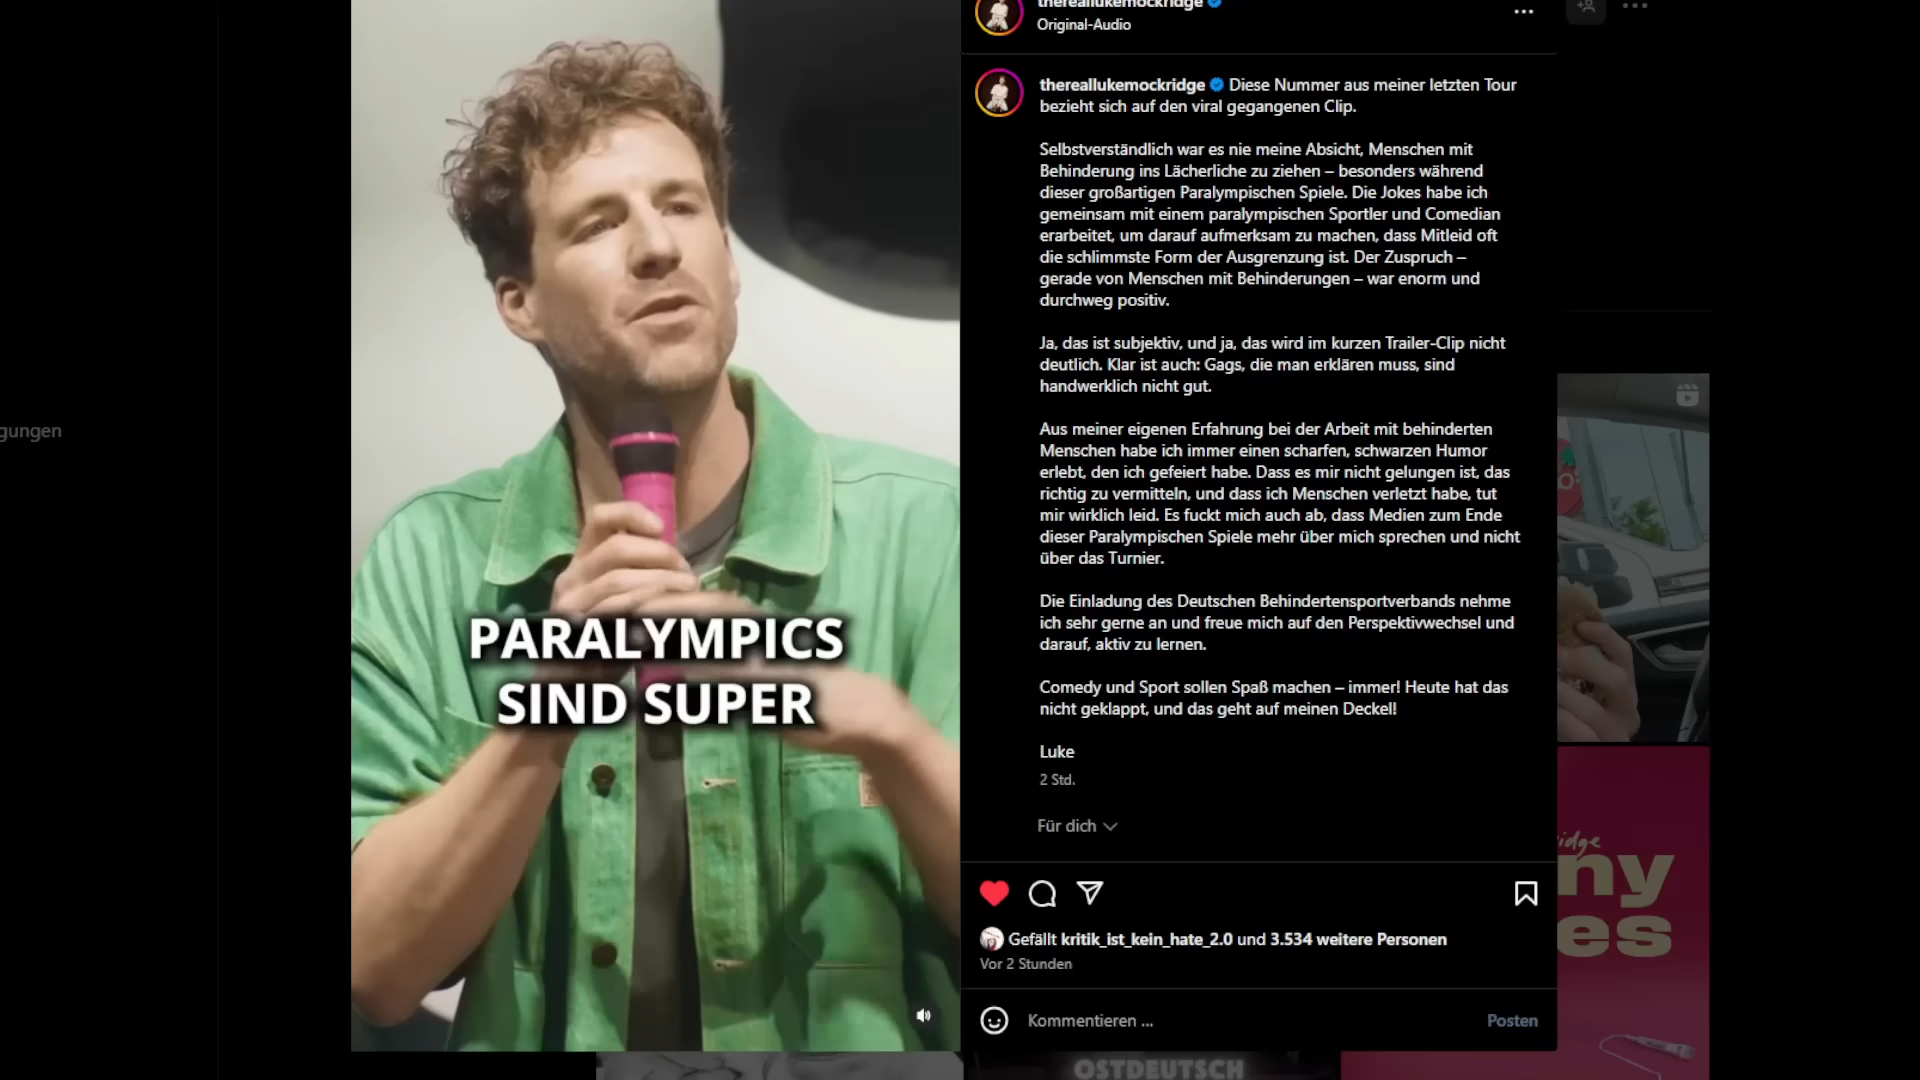 thereallukemockridge
Original-Audio
thereallukemockridge Diese Nummer aus meiner letzten Tour
bezieht sich auf den viral gegangenen Clip.
Selbstverständlich war es nie meine Absicht, Menschen mit
Behinderung ins Lächerliche zu ziehen – besonders während
dieser großartigen Paralympischen Spiele. Die Jokes habe ich
gemeinsam mit einem paralympischen Sportler und Comedian
erarbeitet, um darauf aufmerksam zu machen, dass Mitleid oft
die schlimmste Form der Ausgrenzung ist. Der Zuspruch –
gerade von Menschen mit Behinderungen – war enorm und
durchweg positiv.
Ja, das ist subjektiv, und ja, das wird im kurzen Trailer-Clip nicht
deutlich. Klar ist auch: Gags, die man erklären muss, sind
handwerklich nicht gut.
Aus meiner eigenen Erfahrung bei der Arbeit mit behinderten
Menschen habe ich immer einen scharfen, schwarzen Humor
erlebt, den ich gefeiert habe. Dass es mir nicht gelungen ist, das
richtig zu vermitteln, und dass ich Menschen verletzt habe, tut
mir wirklich leid. Es fuckt mich auch ab, dass Medien zum Ende
dieser Paralympischen Spiele mehr über mich sprechen und nicht
über das Turnier.
Die Einladung des Deutschen Behindertensportverbands nehme
ich sehr gerne an und freue mich auf den Perspektivwechsel und
darauf, aktiv zu lernen.
Comedy und Sport sollen Spaß machen – immer! Heute hat das
nicht geklappt, und das geht auf meinen Deckel!
Luke
2 Std.
Für dich
Gefällt kritik_ist_kein_hate_2.0 und 3.534 weitere Personen
Vor 2 Stunden
Kommentieren ...
Posten
PARALYMPICS
SIND SUPER
gungen
idge
ny
es
OSTDEUTSCH